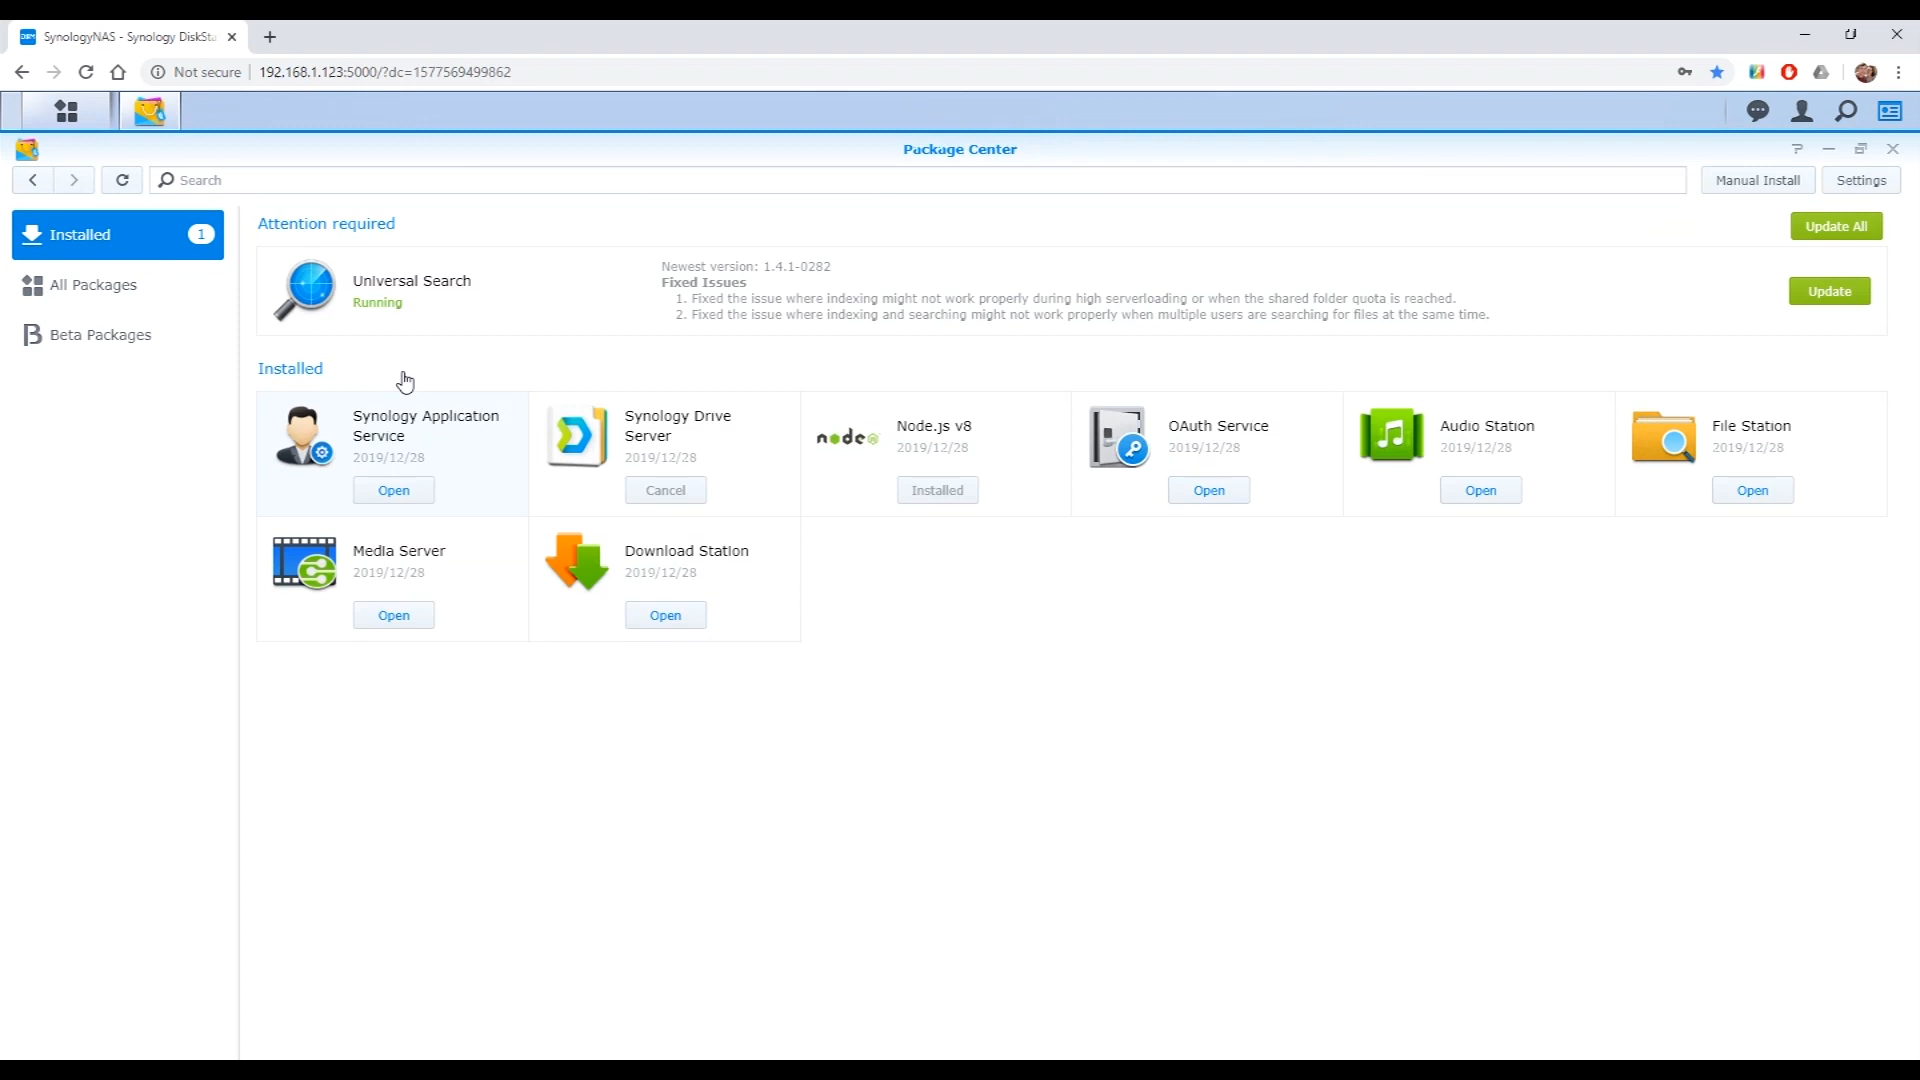 DSM SynologyNAS - Synology DiskSta
Not secure 192.168.1.123:5000/?dc=1577569499862
Package Center
Search
Manual Install
Settings
Installed 1
All Packages
Beta Packages
Attention required
Update All
Universal Search
Running
Newest version: 1.4.1-0282
Fixed Issues
1. Fixed the issue where indexing might not work properly during high serverloading or when the shared folder quota is reached.
2. Fixed the issue where indexing and searching might not work properly when multiple users are searching for files at the same time.
Update
Installed
Synology Application
Service
2019/12/28
Open
Synology Drive
Server
2019/12/28
Cancel
node
Node.js v8
2019/12/28
Installed
OAuth Service
2019/12/28
Open
Audio Station
2019/12/28
Open
File Station
2019/12/28
Open
Media Server
2019/12/28
Open
Download Station
2019/12/28
Open